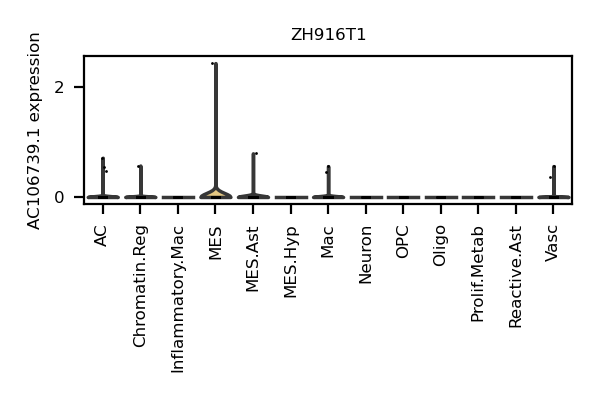 ZH916T1
AC106739.1 expression
2
0
AC
Chromatin.Reg
Inflammatory.Mac
MES
MES.Ast
MES.Hyp
Mac
Neuron
OPC
Oligo
Prolif.Metab
Reactive.Ast
Vasc